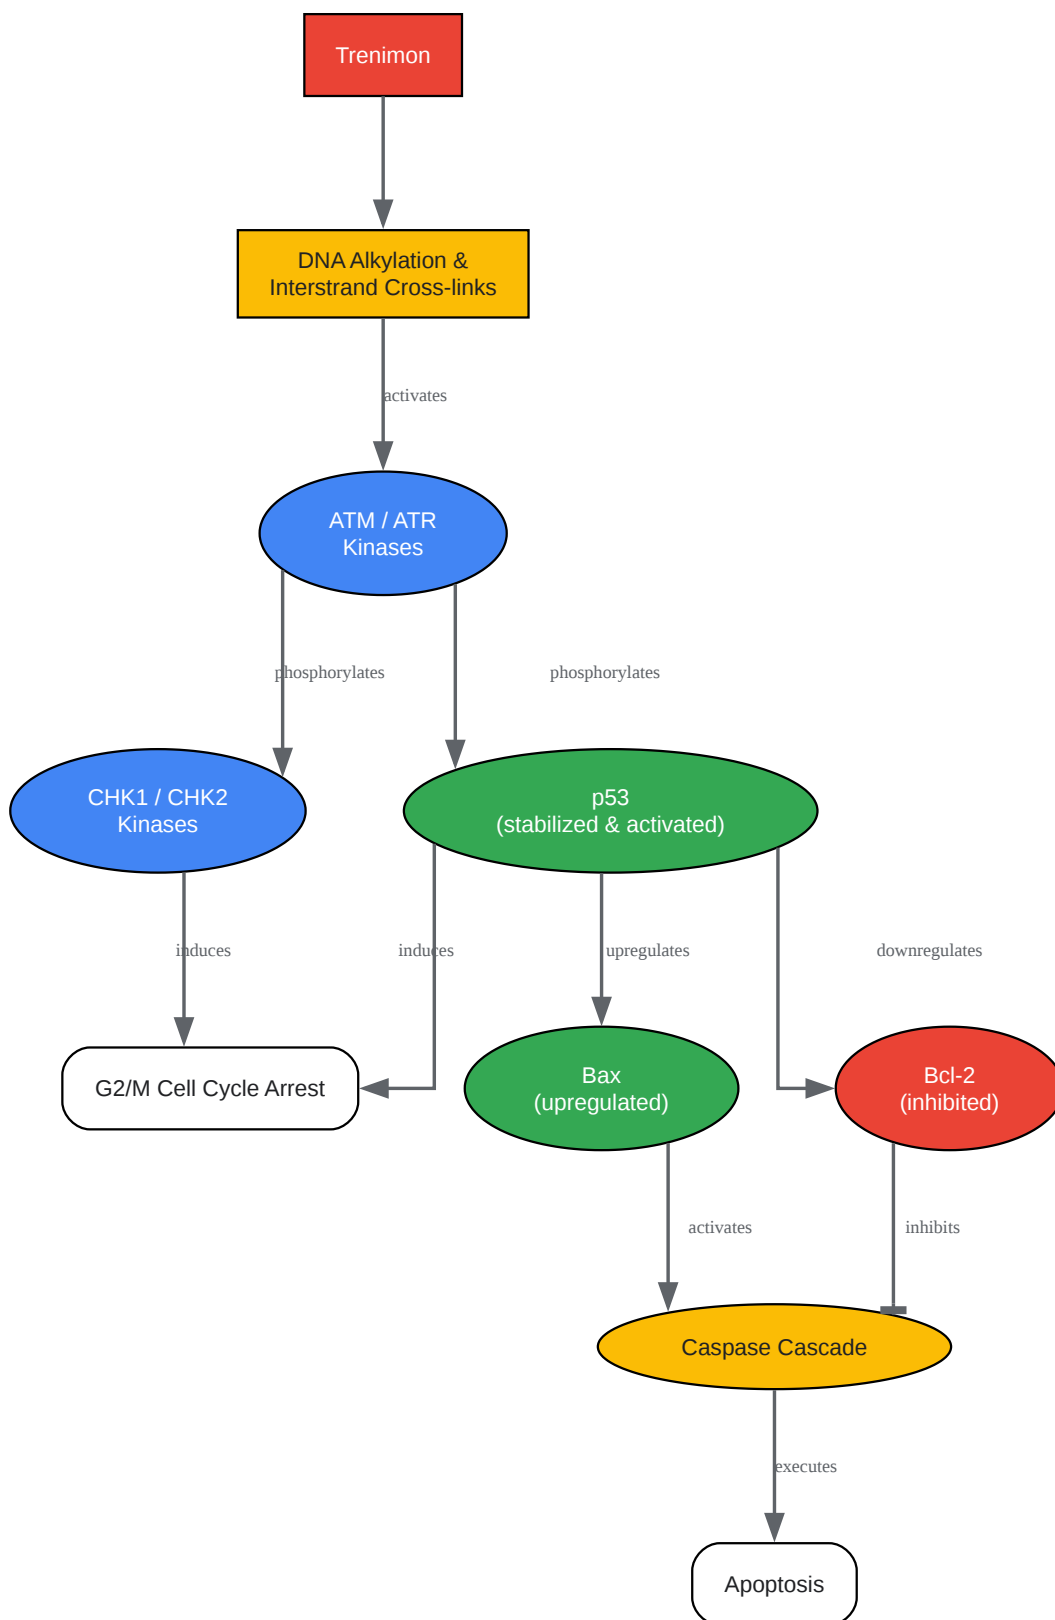 Trenimon
DNA Alkylation &
Interstrand Cross-links
activates
ATM / ATR
Kinases
phosphorylates
phosphorylates
CHK1 / CHK2
Kinases
p53
(stabilized & activated)
induces
induces
upregulates
downregulates
G2/M Cell Cycle Arrest
Bax
(upregulated)
Bcl-2
(inhibited)
activates
inhibits
Caspase Cascade
executes
Apoptosis